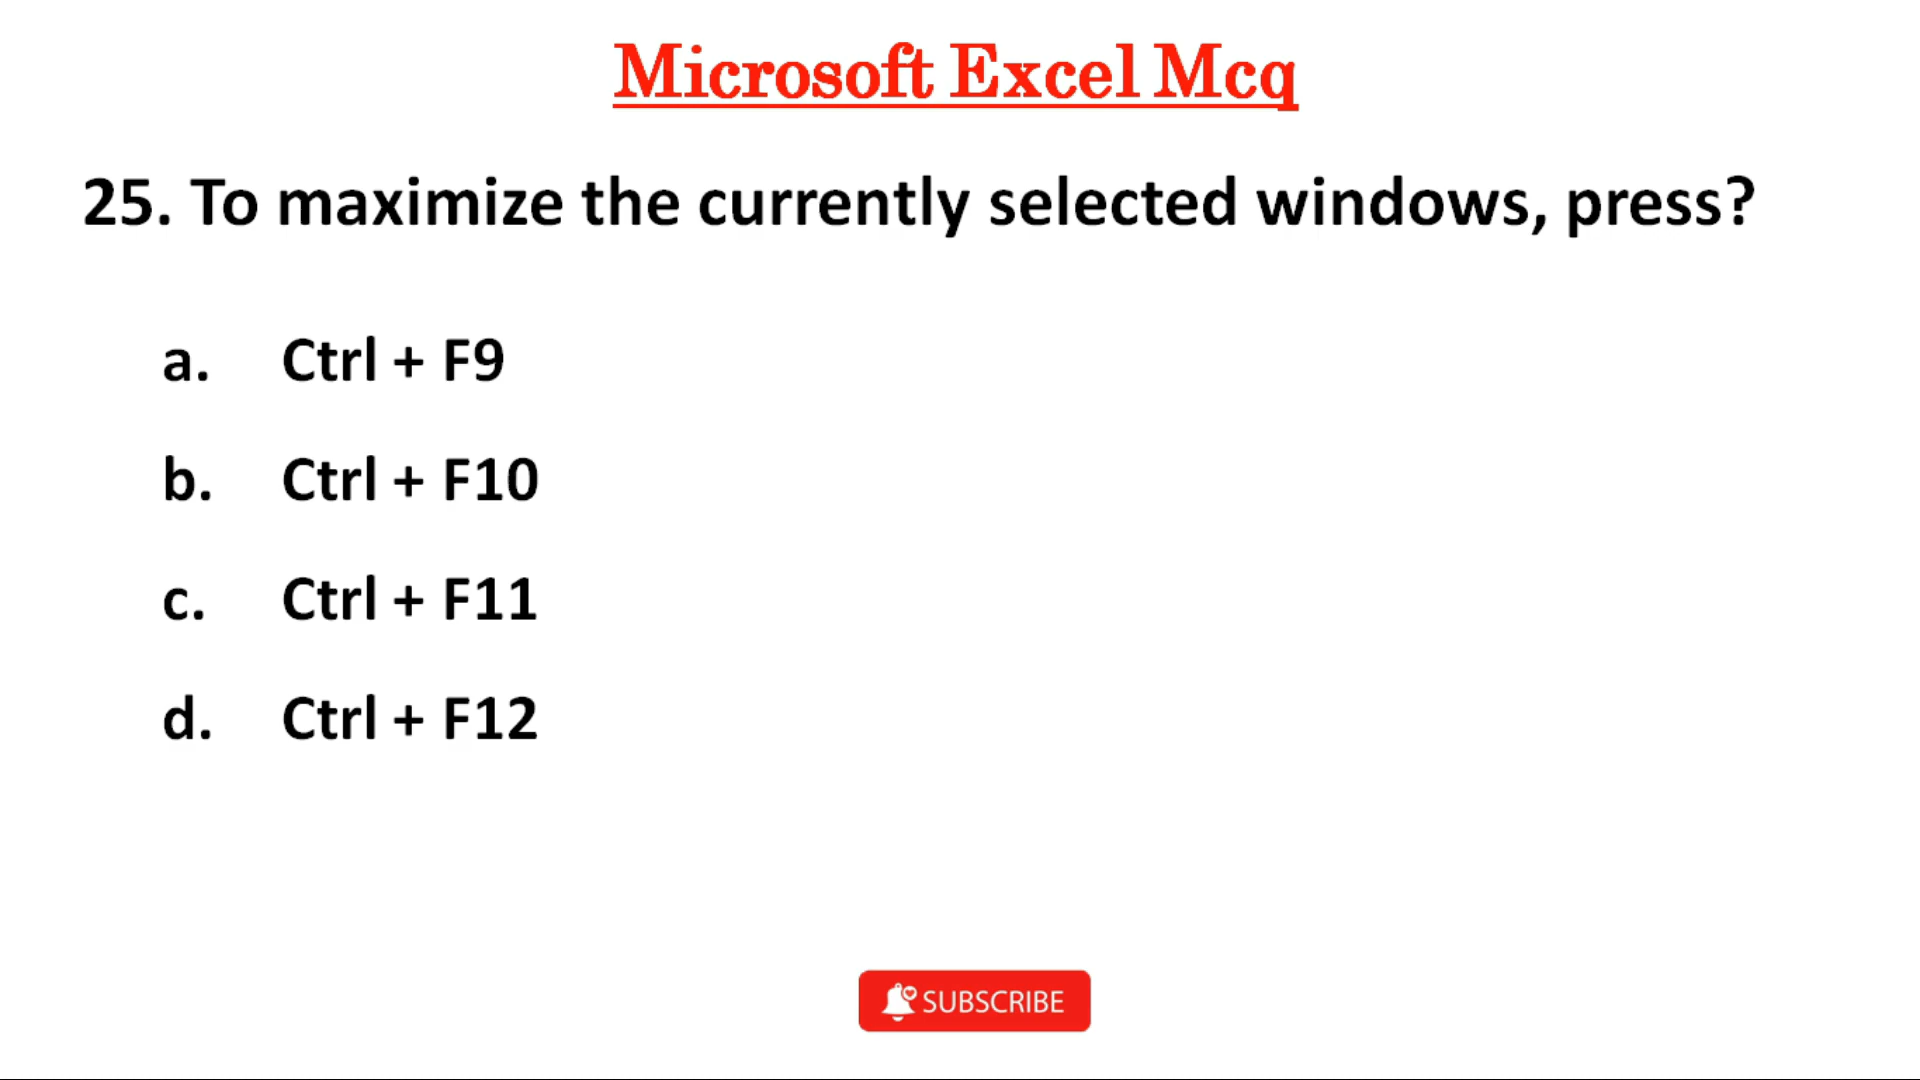 Microsoft Excel Mcq
25. To maximize the currently selected windows, press?
a. Ctrl + F9
b. Ctrl + F10
c. Ctrl + F11
d. Ctrl + F12
SUBSCRIBE